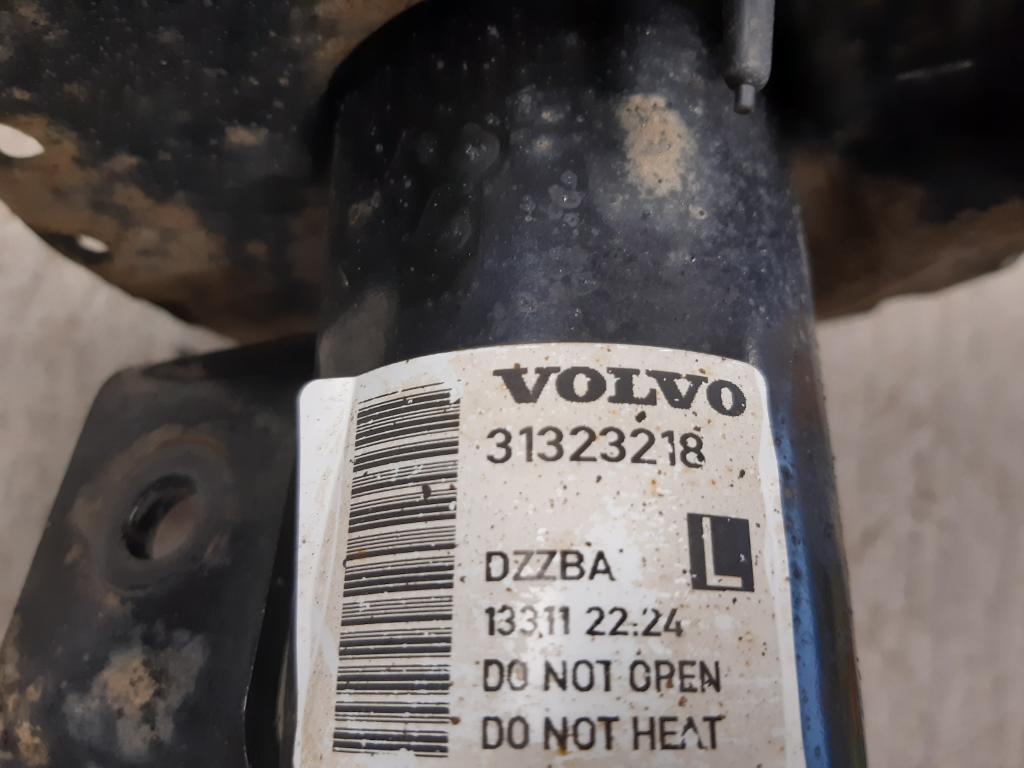 VOLVO
31323218
L
DZZBA
13311 22:24
DO NOT OPEN
DO NOT HEAT